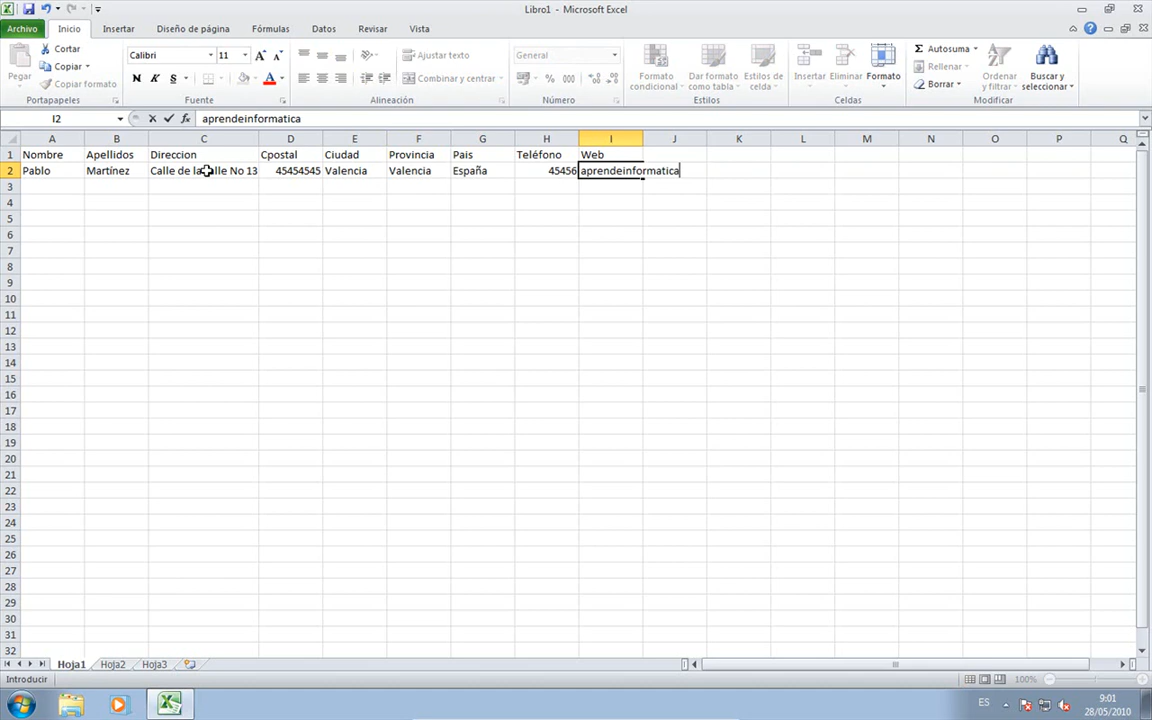 Libro1 - Microsoft Excel
Archivo Inicio Insertar Diseño de página Fórmulas Datos Revisar Vista
Pegar
Cortar
Copiar
Copiar formato
Portapapeles
Calibri 11
N K S
Fuente
Ajustar texto
Combinar y centrar
Alineación
General
% 000
Número
Formato condicional
Dar formato como tabla
Estilos de celda
Estilos
Insertar Eliminar Formato
Celdas
Autosuma
Rellenar
Borrar
Ordenar y filtrar
Buscar y seleccionar
Modificar
I2 fx aprendeinformatica
A B C D E F G H I J K L M N O P Q
1 Nombre Apellidos Direccion Cpostal Ciudad Provincia Pais Teléfono Web
2 Pablo Martínez Calle de la calle No 13 45454545 Valencia Valencia España 45456 aprendeinformatica
3
4
5
6
7
8
9
10
11
12
13
14
15
16
17
18
19
20
21
22
23
24
25
26
27
28
29
30
31
32
Hoja1 Hoja2 Hoja3
Introducir 100%
ES 9:01
28/05/2010